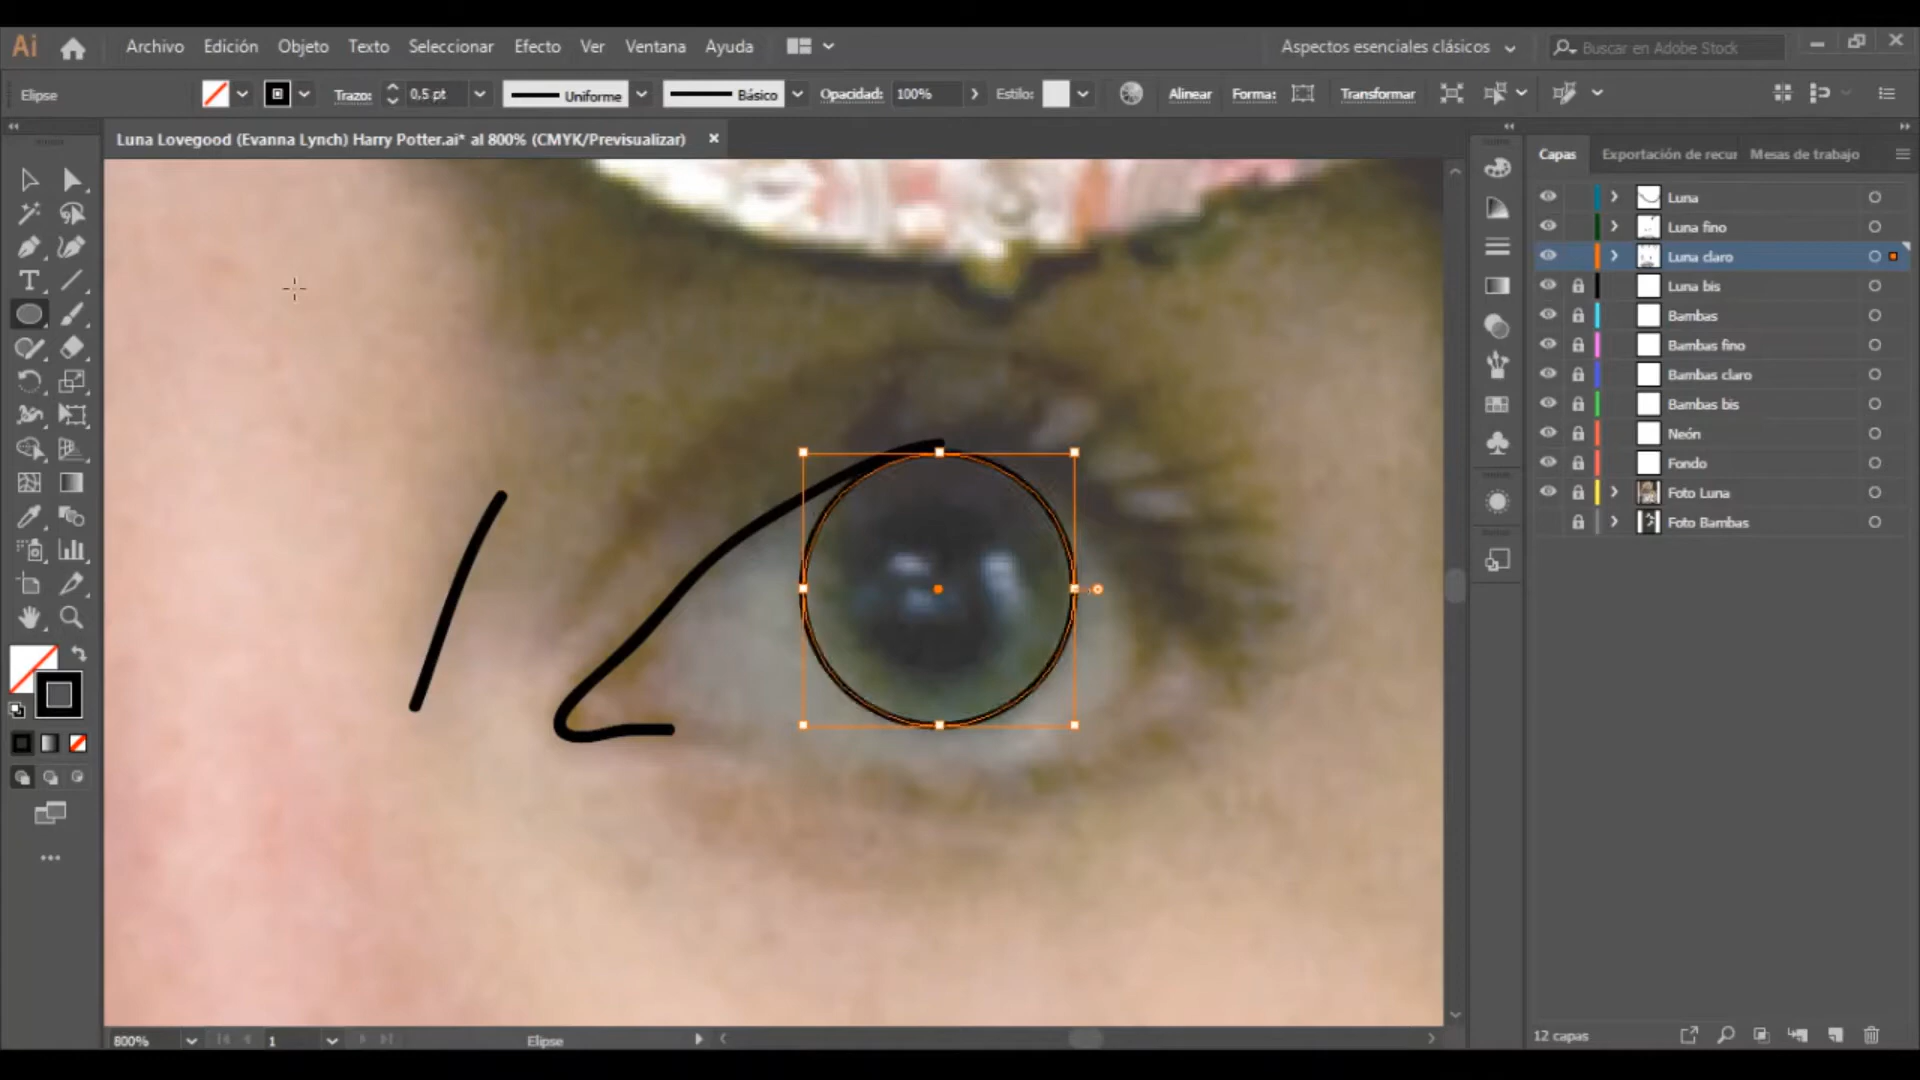 Ai Archivo Edición Objeto Texto Seleccionar Efecto Ver Ventana Ayuda Aspectos esenciales clásicos Buscar en Adobe Stock
Elipse Trazo: 0,5 pt Uniforme Básico Opacidad: 100% Estilo: Alinear Forma: Transformar
Luna Lovegood (Evanna Lynch) Harry Potter.ai* al 800% (CMYK/Previsualizar)
Capas Exportación de recur Mesas de trabajo
Luna
Luna fino
Luna claro
Luna bis
Bambas
Bambas fino
Bambas claro
Bambas bis
Neón
Fondo
Foto Luna
Foto Bambas
800% 1 Elipse 12 capas